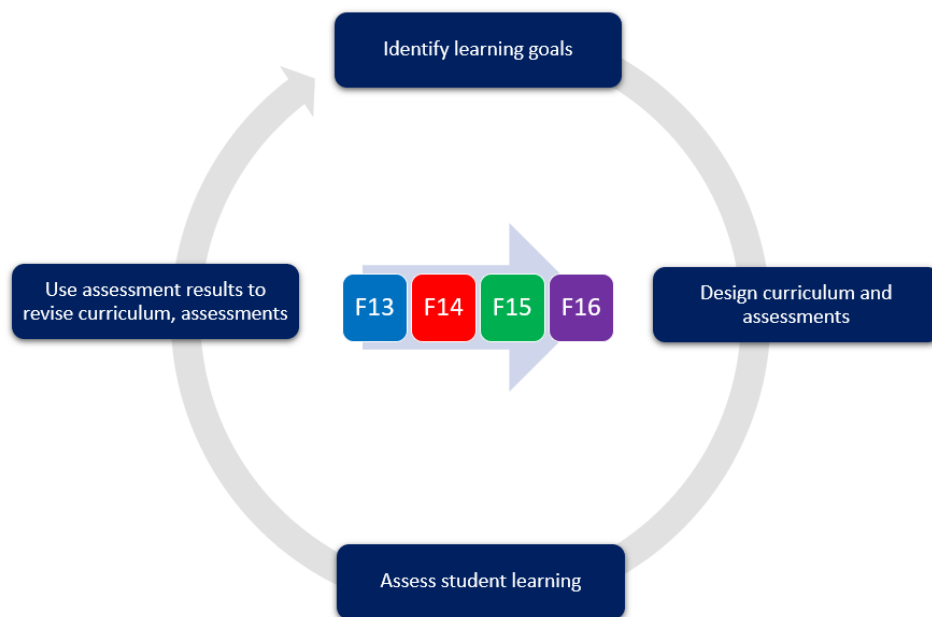 Identify learning goals
Use assessment results to
revise curriculum, assessments
F13 F14 F15 F16
Design curriculum and
assessments
Assess student learning